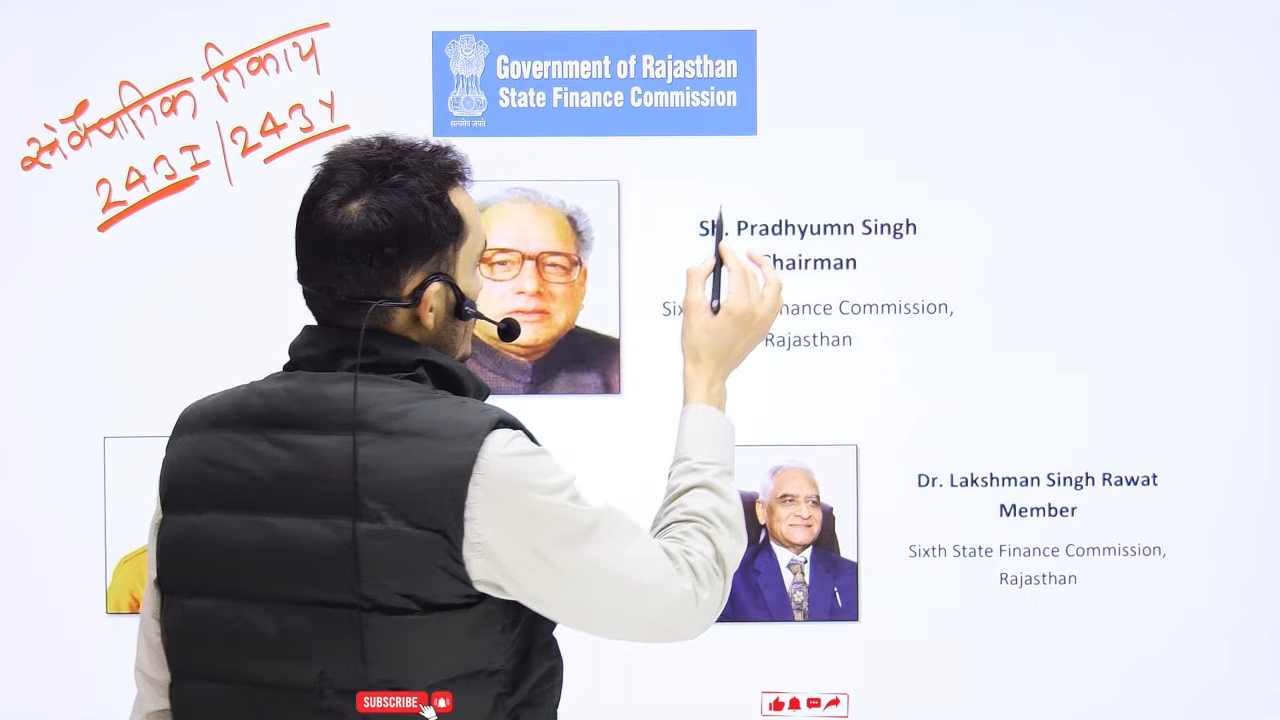 संवैधानिक निकाय
243I / 243Y
Government of Rajasthan
State Finance Commission
सत्यमेव जयते
Sh. Pradhyumn Singh
Chairman
Finance Commission,
Rajasthan
Dr. Lakshman Singh Rawat
Member
Sixth State Finance Commission,
Rajasthan
SUBSCRIBE